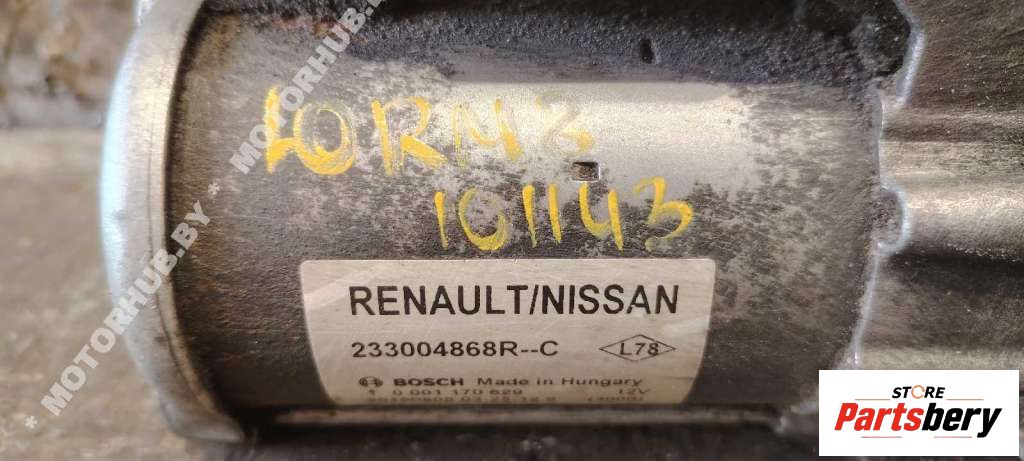 * MOTORHUB.BY * MOTORHUB.BY
LORM8
101143
RENAULT/NISSAN
233004868R--C L78
BOSCH Made in Hungary
0 001 170 629 12V
STORE
Partsbery